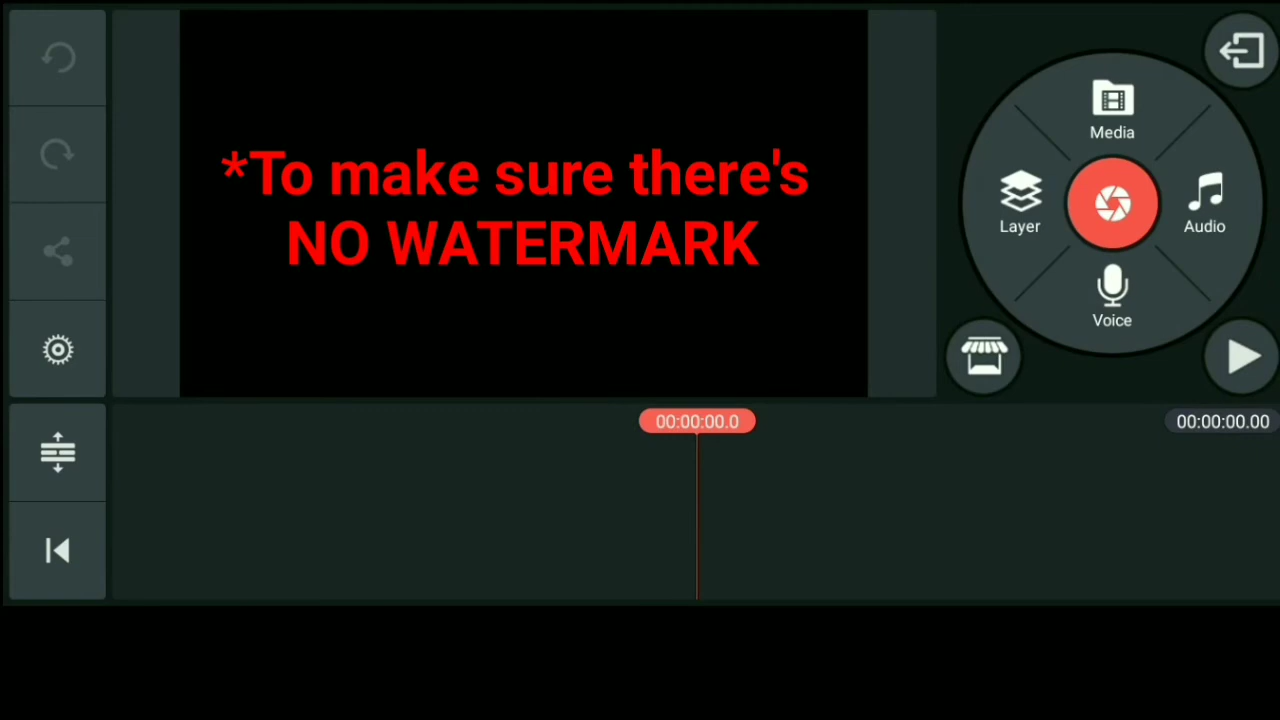 *To make sure there's
NO WATERMARK
Media
Layer
Audio
Voice
00:00:00.0
00:00:00.00